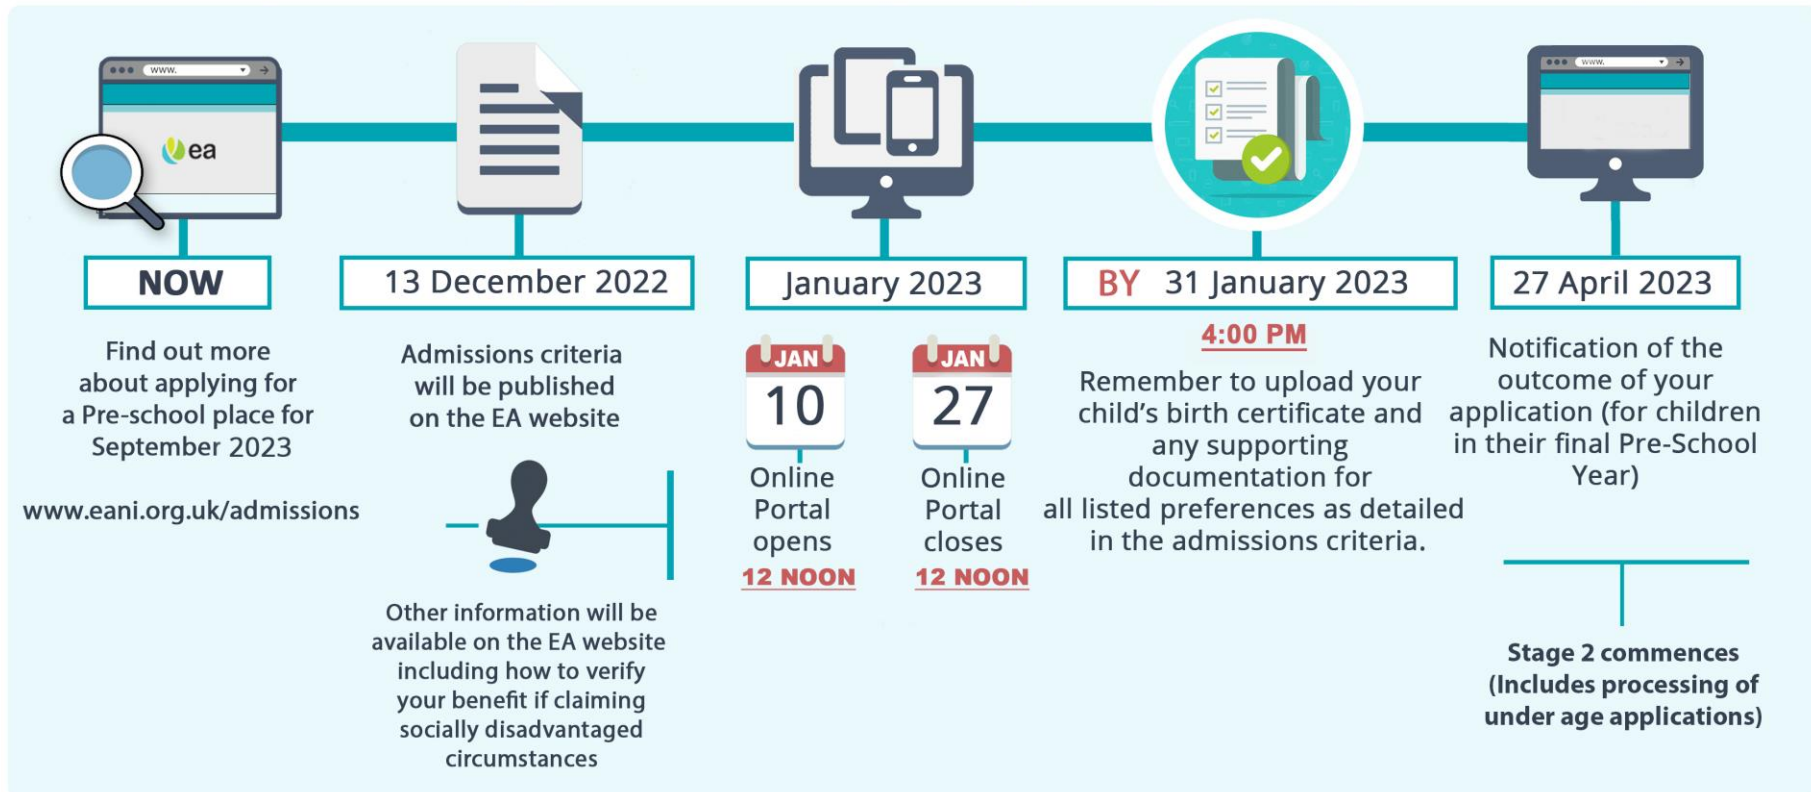 www.
ea
NOW
Find out more
about applying for
a Pre-school place for
September 2023
www.eani.org.uk/admissions
13 December 2022
Admissions criteria
will be published
on the EA website
Other information will be
available on the EA website
including how to verify
your benefit if claiming
socially disadvantaged
circumstances
January 2023
JAN
10
Online
Portal
opens
12 NOON
JAN
27
Online
Portal
closes
12 NOON
BY 31 January 2023
4:00 PM
Remember to upload your
child's birth certificate and
any supporting
documentation for
all listed preferences as detailed
in the admissions criteria.
www.
27 April 2023
Notification of the
outcome of your
application (for children
in their final Pre-School
Year)
Stage 2 commences
(Includes processing of
under age applications)